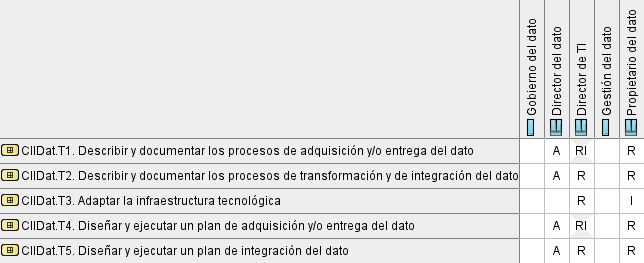 Gobierno del dato
Director del dato
Director de TI
Gestión del dato
Propietario del dato
CIIDat.T1. Describir y documentar los procesos de adquisición y/o entrega del dato A RI R
CIIDat.T2. Describir y documentar los procesos de transformación y de integración del dato A R R
CIIDat.T3. Adaptar la infraestructura tecnológica R I
CIIDat.T4. Diseñar y ejecutar un plan de adquisición y/o entrega del dato A RI R
CIIDat.T5. Diseñar y ejecutar un plan de integración del dato A R R